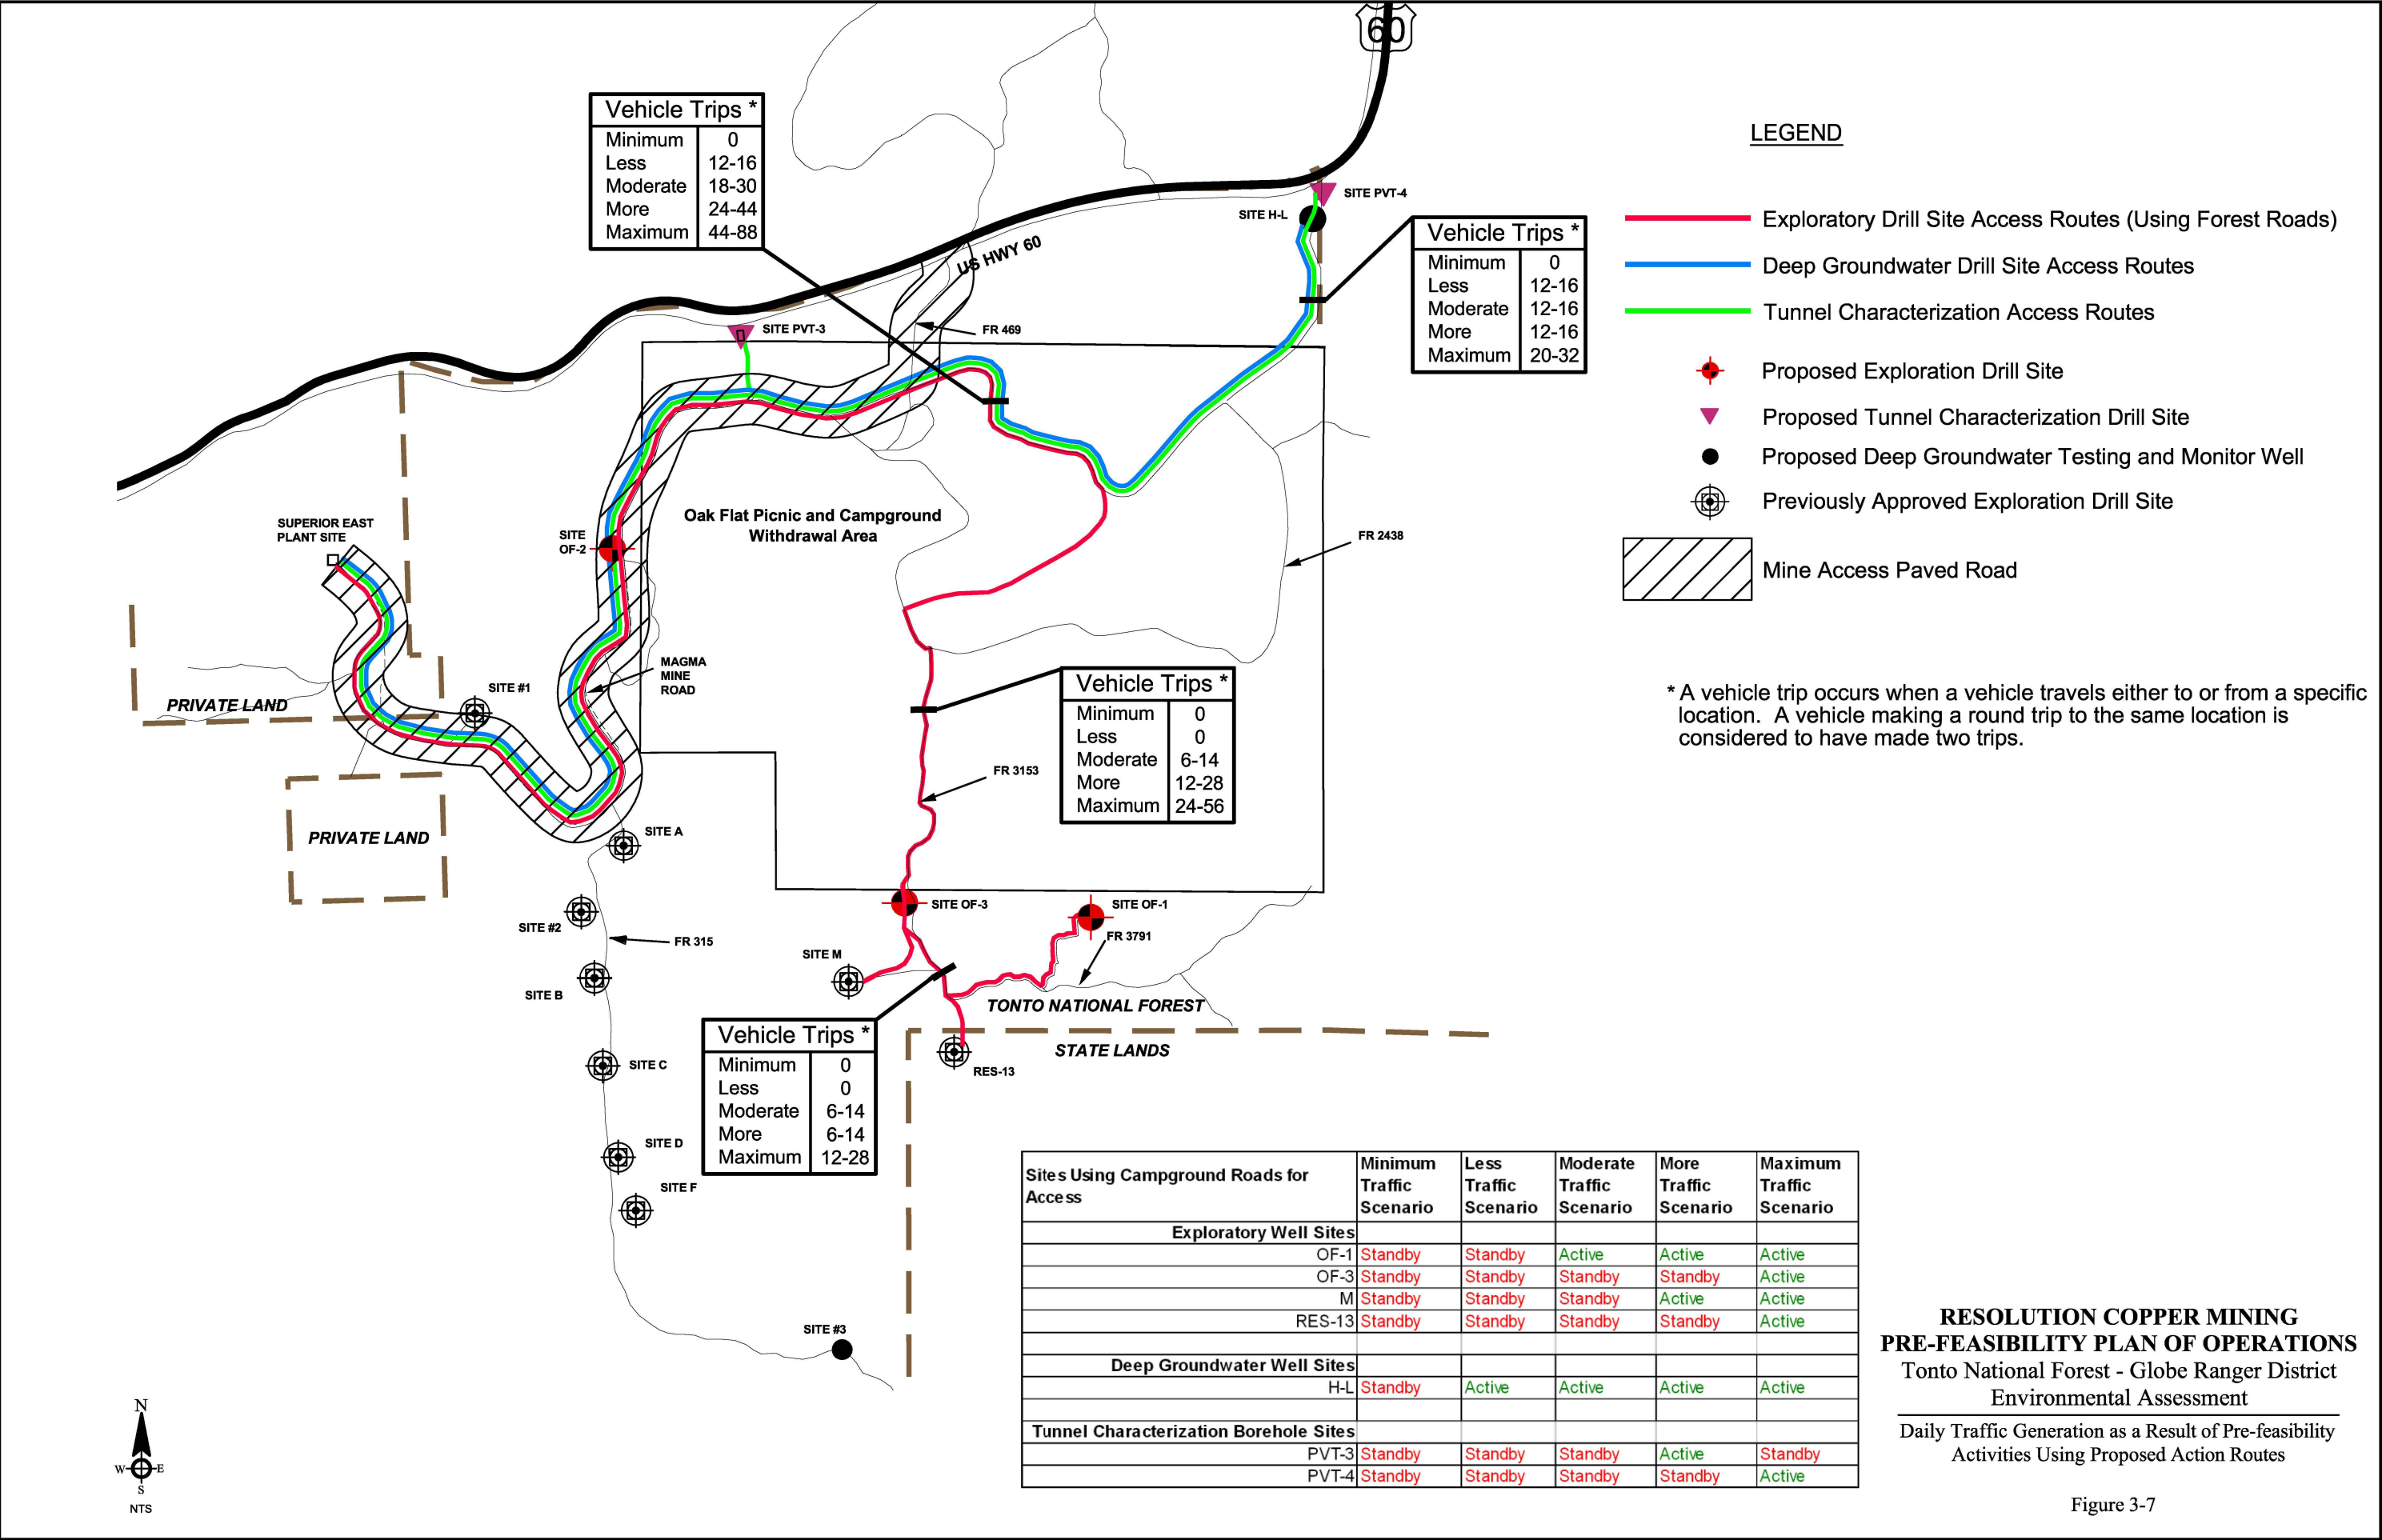 60
Vehicle Trips *
Minimum 0
Less 12-16
Moderate 18-30
More 24-44
Maximum 44-88
SITE PVT-4
SITE H-L
Vehicle Trips *
Minimum 0
Less 12-16
Moderate 12-16
More 12-16
Maximum 20-32
US HWY 60
SITE PVT-3
FR 469
LEGEND
Exploratory Drill Site Access Routes (Using Forest Roads)
Deep Groundwater Drill Site Access Routes
Tunnel Characterization Access Routes
Proposed Exploration Drill Site
Proposed Tunnel Characterization Drill Site
Proposed Deep Groundwater Testing and Monitor Well
Previously Approved Exploration Drill Site
Mine Access Paved Road
* A vehicle trip occurs when a vehicle travels either to or from a specific
location. A vehicle making a round trip to the same location is
considered to have made two trips.
Oak Flat Picnic and Campground
Withdrawal Area
SUPERIOR EAST
PLANT SITE
SITE
OF-2
FR 2438
MAGMA
MINE
ROAD
SITE #1
PRIVATE LAND
Vehicle Trips *
Minimum 0
Less 0
Moderate 6-14
More 12-28
Maximum 24-56
FR 3153
PRIVATE LAND
SITE A
SITE OF-3
SITE OF-1
SITE #2
FR 315
FR 3791
SITE M
SITE B
TONTO NATIONAL FOREST
STATE LANDS
Vehicle Trips *
Minimum 0
Less 0
Moderate 6-14
More 6-14
Maximum 12-28
SITE C
RES-13
SITE D
SITE F
SITE #3
Sites Using Campground Roads for Access Minimum Traffic Scenario Less Traffic Scenario Moderate Traffic Scenario More Traffic Scenario Maximum Traffic Scenario
Exploratory Well Sites
OF-1 Standby Standby Active Active Active
OF-3 Standby Standby Standby Standby Active
M Standby Standby Standby Active Active
RES-13 Standby Standby Standby Standby Active
Deep Groundwater Well Sites
H-L Standby Active Active Active Active
Tunnel Characterization Borehole Sites
PVT-3 Standby Standby Standby Active Standby
PVT-4 Standby Standby Standby Standby Active
RESOLUTION COPPER MINING
PRE-FEASIBILITY PLAN OF OPERATIONS
Tonto National Forest - Globe Ranger District
Environmental Assessment
Daily Traffic Generation as a Result of Pre-feasibility
Activities Using Proposed Action Routes
Figure 3-7
N
W E
S
NTS